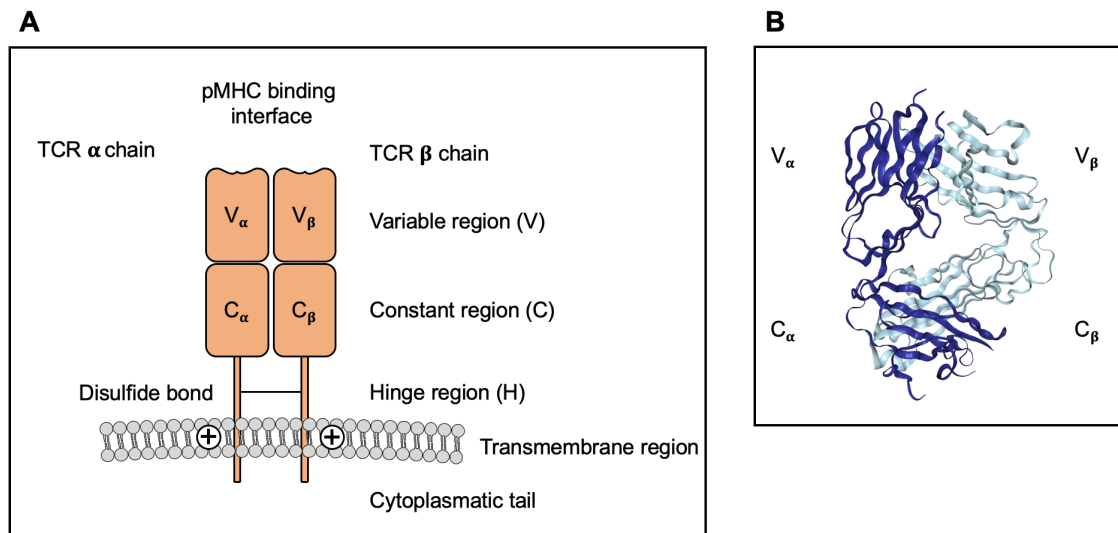 A
pMHC binding
interface
TCR α chain
TCR β chain
Vα
Vβ
Variable region (V)
Cα
Cβ
Constant region (C)
Disulfide bond
Hinge region (H)
+
+
Transmembrane region
Cytoplasmatic tail
B
Vα
Vβ
Cα
Cβ